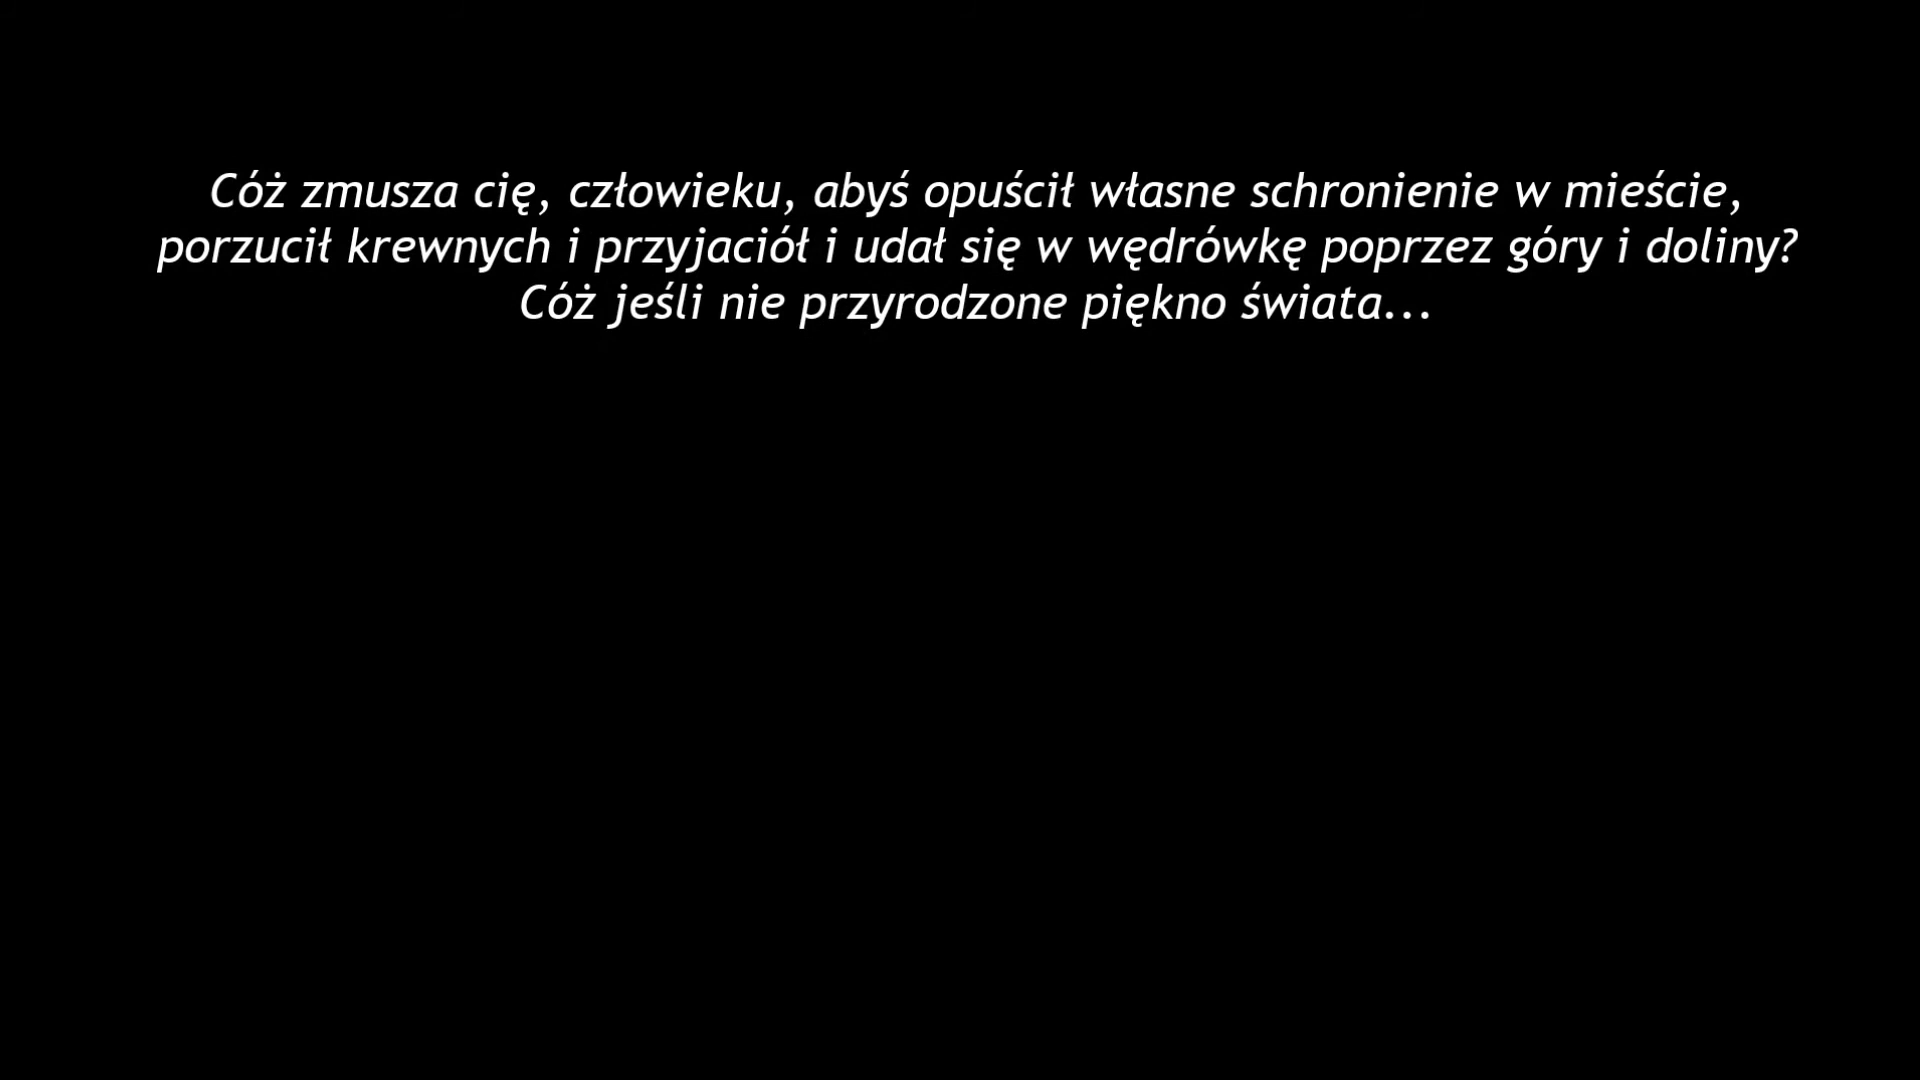 Cóż zmusza cię, człowieku, abyś opuścił własne schronienie w mieście,
porzucił krewnych i przyjaciół i udał się w wędrówkę poprzez góry i doliny?
Cóż jeśli nie przyrodzone piękno świata...